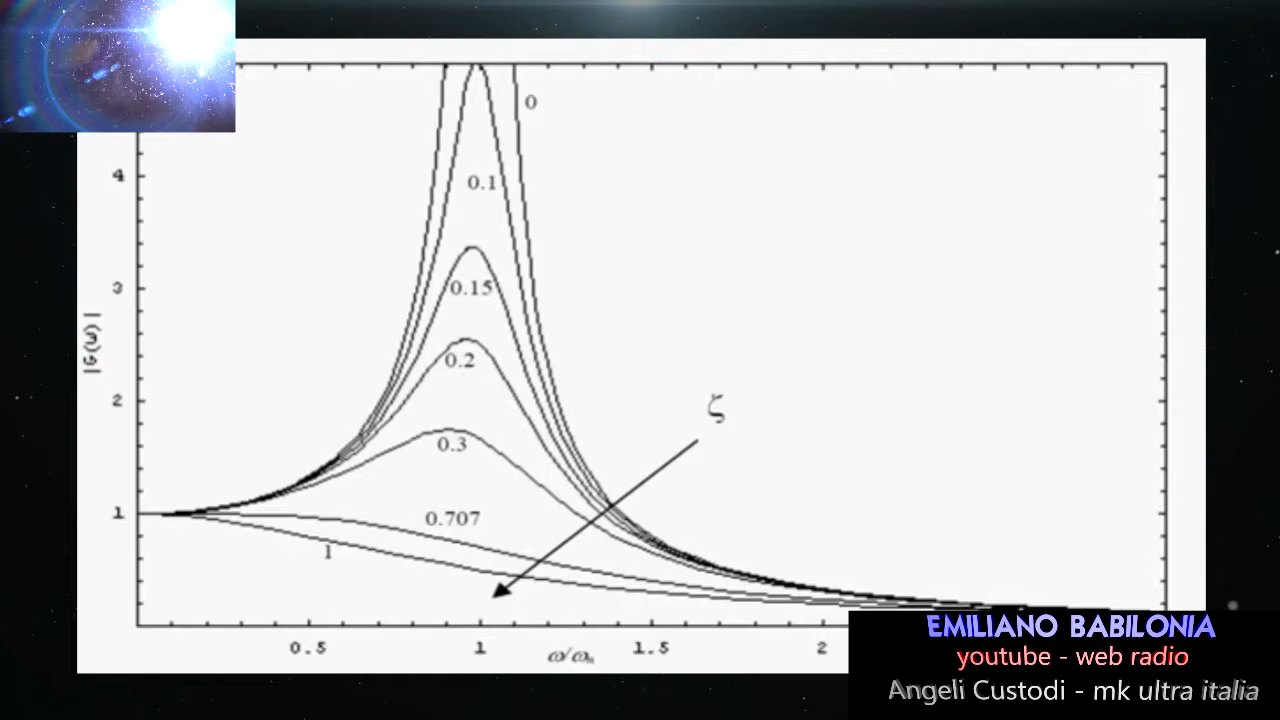 0
4
0.1
3
0.15
|G(ω)|
0.2
2
ζ
0.3
1
0.707
1
0.5
1
1.5
2
ω/ωₙ
EMILIANO BABILONIA
youtube - web radio
Angeli Custodi - mk ultra italia